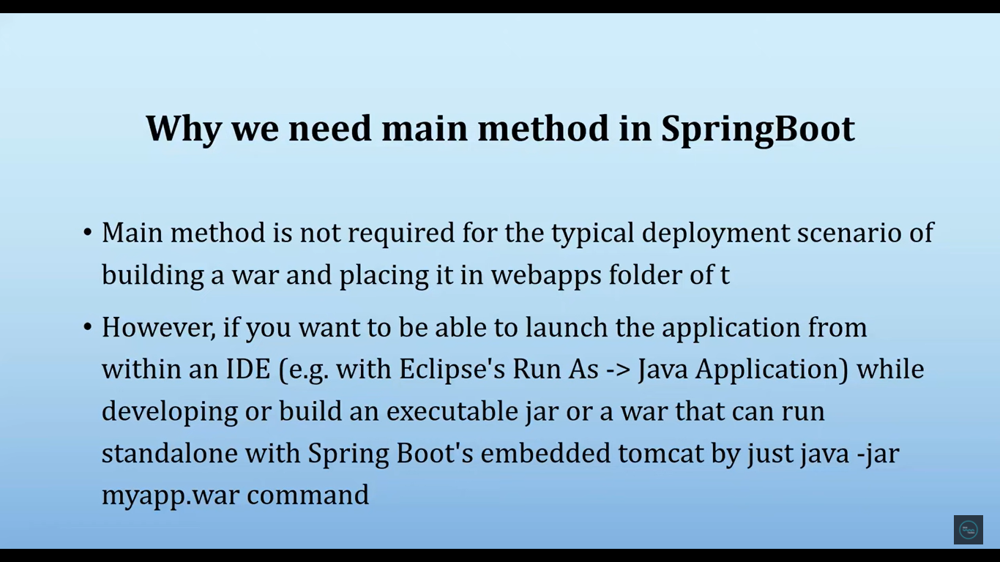 Why we need main method in SpringBoot
• Main method is not required for the typical deployment scenario of
building a war and placing it in webapps folder of t
• However, if you want to be able to launch the application from
within an IDE (e.g. with Eclipse's Run As -> Java Application) while
developing or build an executable jar or a war that can run
standalone with Spring Boot's embedded tomcat by just java -jar
myapp.war command